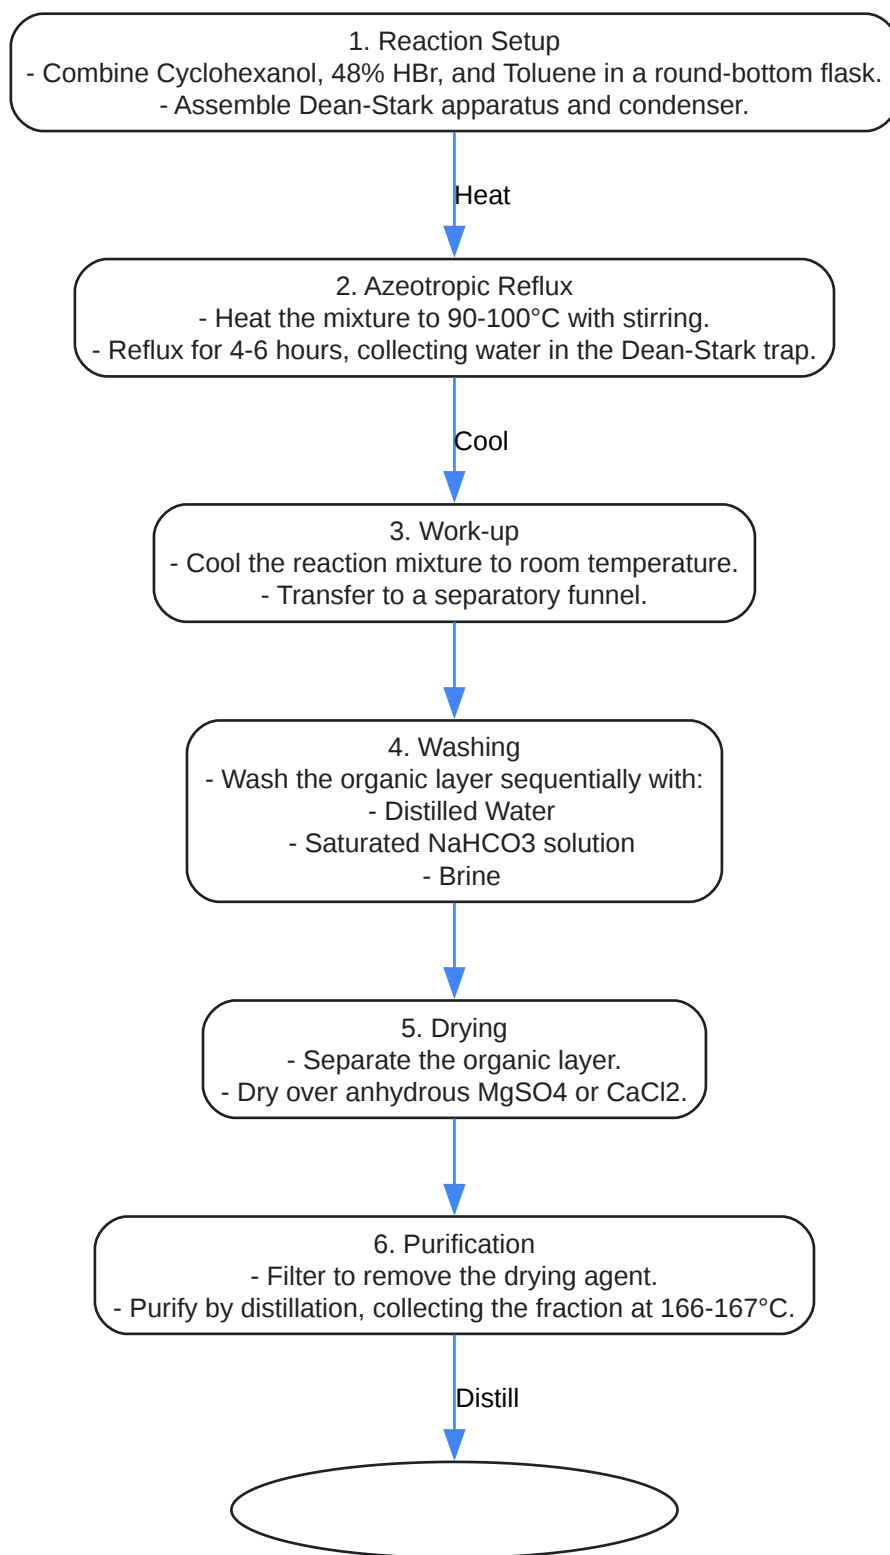 1. Reaction Setup
- Combine Cyclohexanol, 48% HBr, and Toluene in a round-bottom flask.
- Assemble Dean-Stark apparatus and condenser.
Heat
2. Azeotropic Reflux
- Heat the mixture to 90-100°C with stirring.
- Reflux for 4-6 hours, collecting water in the Dean-Stark trap.
Cool
3. Work-up
- Cool the reaction mixture to room temperature.
- Transfer to a separatory funnel.
4. Washing
- Wash the organic layer sequentially with:
- Distilled Water
- Saturated NaHCO3 solution
- Brine
5. Drying
- Separate the organic layer.
- Dry over anhydrous MgSO4 or CaCl2.
6. Purification
- Filter to remove the drying agent.
- Purify by distillation, collecting the fraction at 166-167°C.
Distill